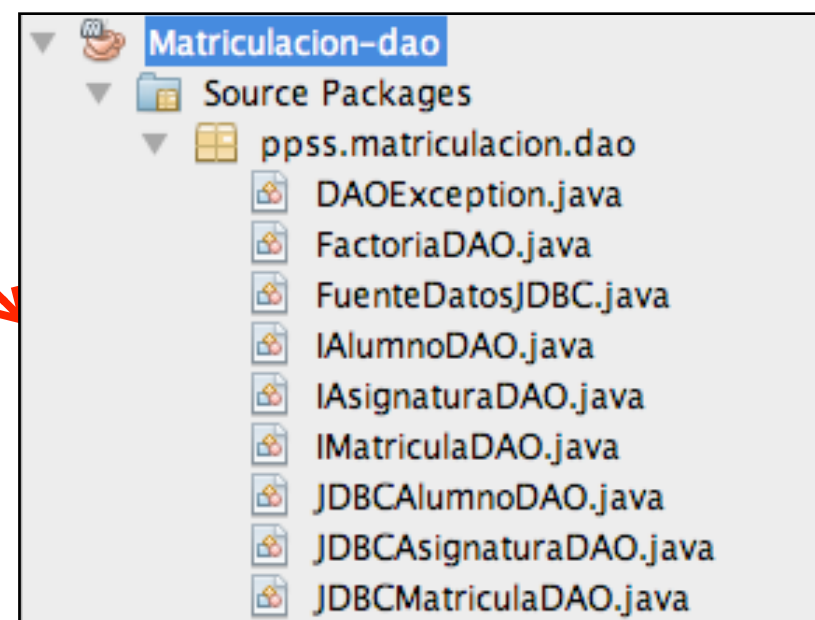 Matriculacion-dao
Source Packages
ppss.matriculacion.dao
DAOException.java
FactoriaDAO.java
FuenteDatosJDBC.java
IAlumnoDAO.java
IAsignaturaDAO.java
IMatriculaDAO.java
JDBCAlumnoDAO.java
JDBCAsignaturaDAO.java
JDBCMatriculaDAO.java